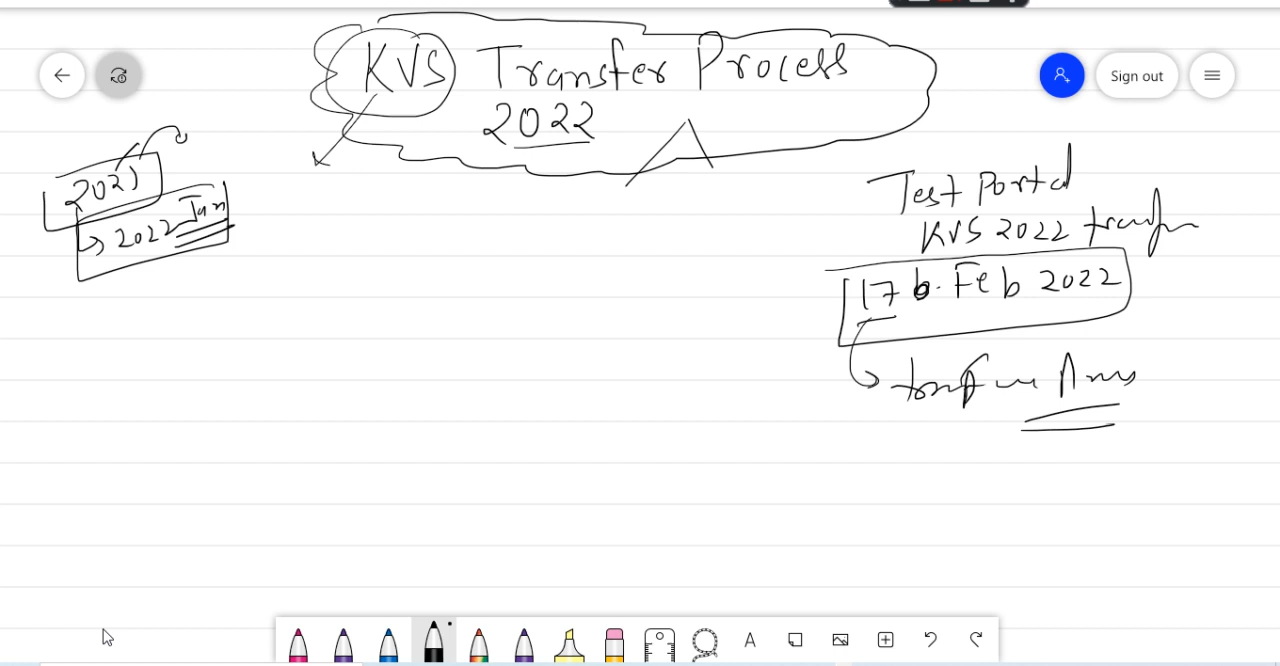 KVS Transfer Process
2022
Sign out
2021
2022 Jan
Test Portal
KVS 2022 transfer
17 Feb 2022
A